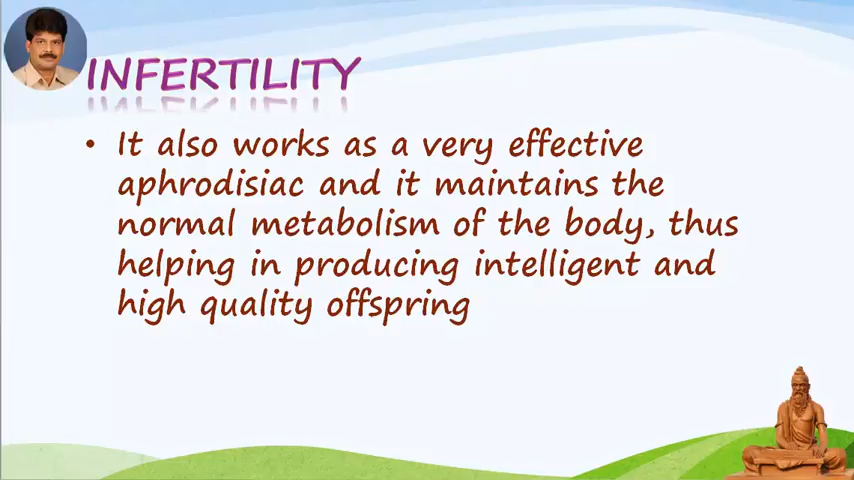 INFERTILITY
• It also works as a very effective
aphrodisiac and it maintains the
normal metabolism of the body, thus
helping in producing intelligent and
high quality offspring